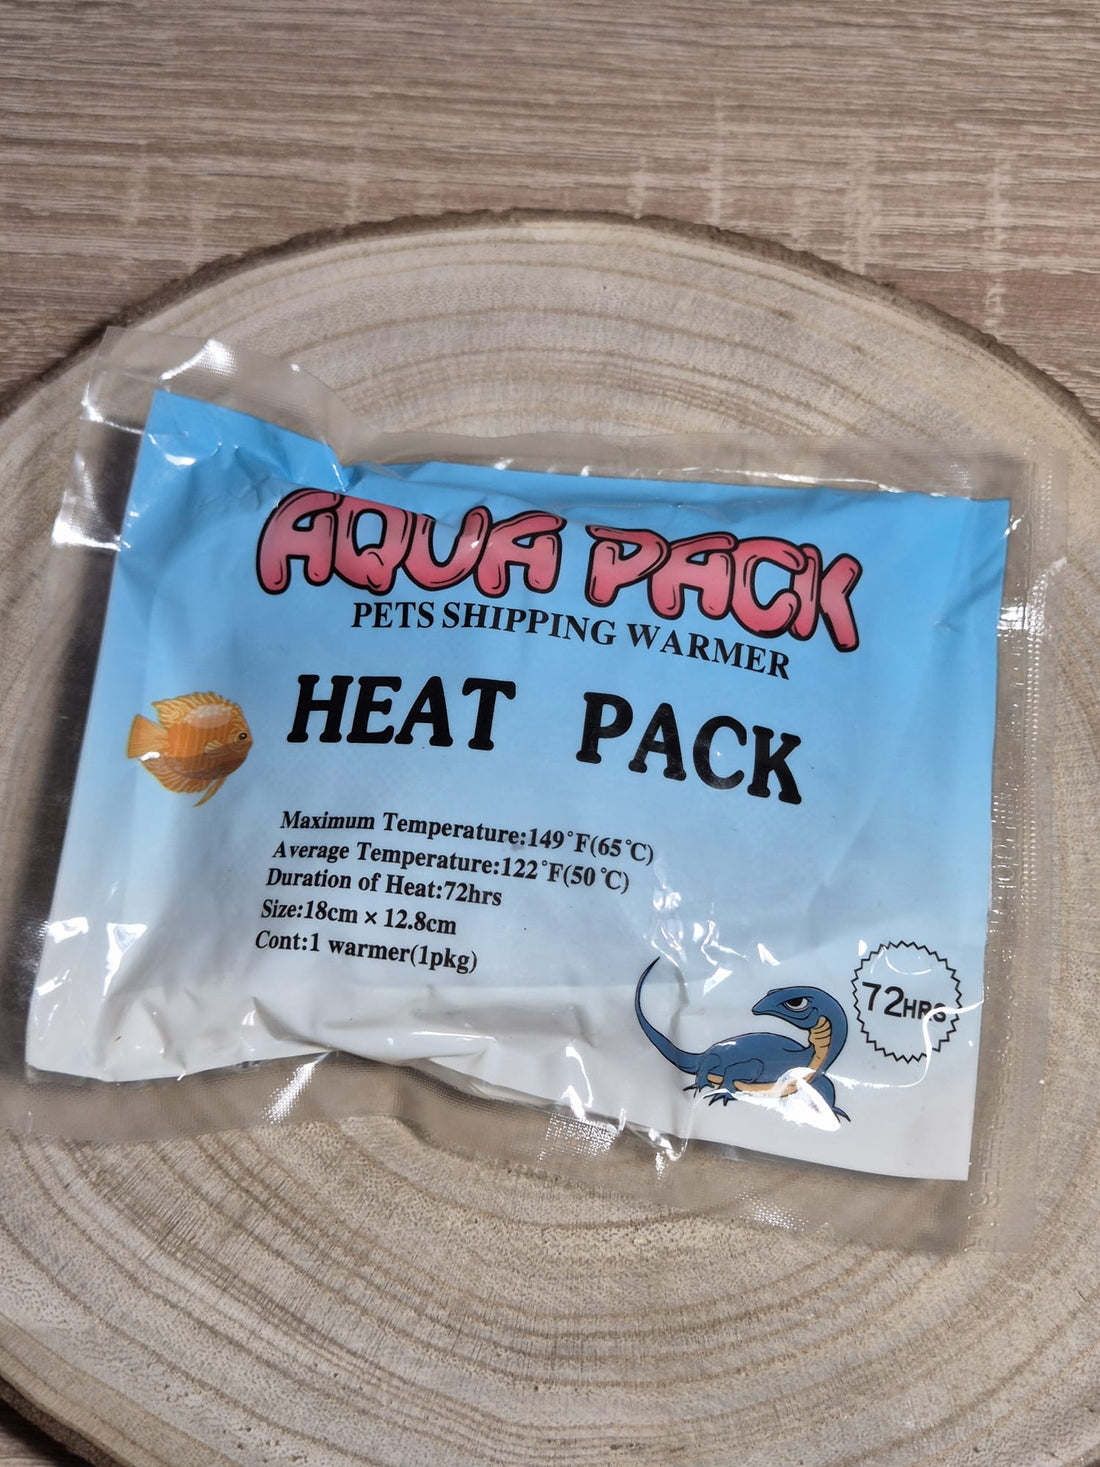 AQUA PACK
PETS SHIPPING WARMER
HEAT PACK
Maximum Temperature:149°F(65°C)
Average Temperature:122°F(50°C)
Duration of Heat:72hrs
Size:18cm × 12.8cm
Cont:1 warmer(1pkg)
72HRS